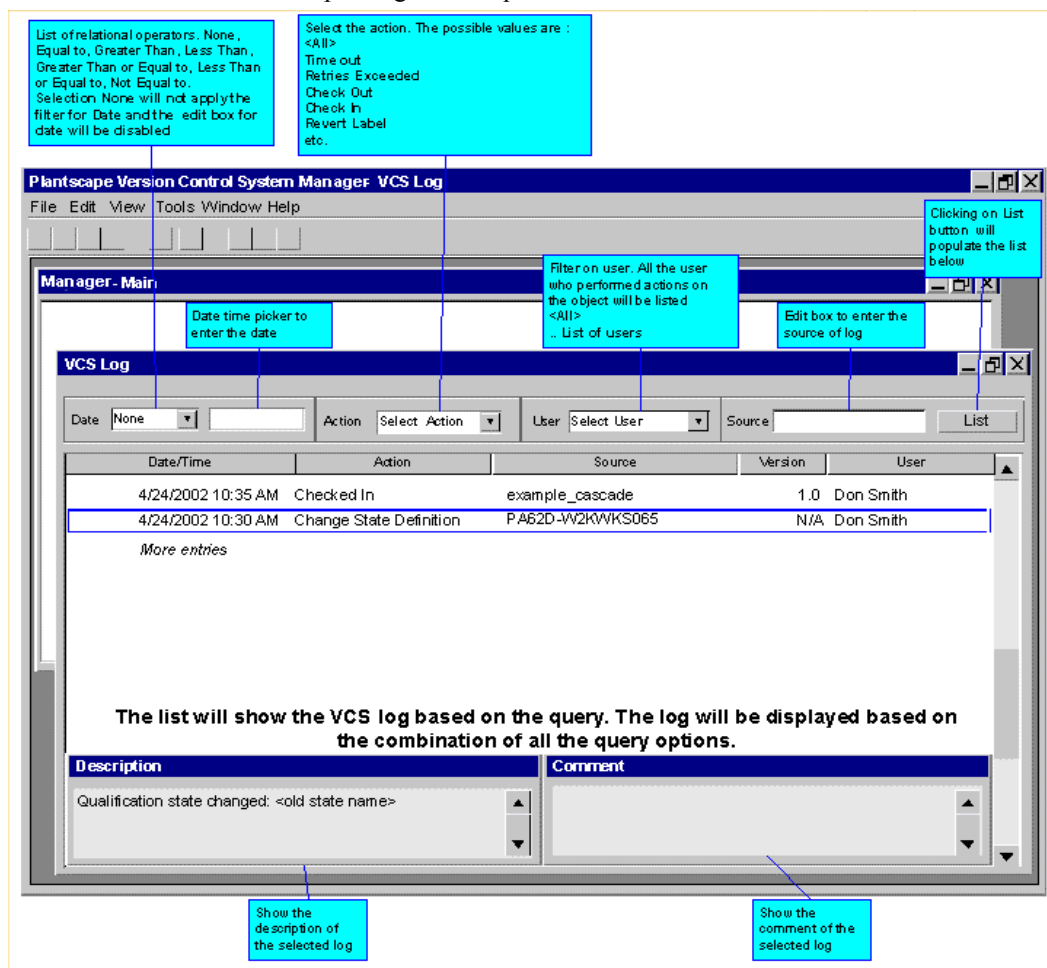 List of relational operators. None,
Equal to, Greater Than, Less Than,
Greater Than or Equal to, Less Than
or Equal to, Not Equal to.
Selection None will not apply the
filter for Date and the edit box for
date will be disabled
Select the action. The possible values are :
<All>
Time out
Retries Exceeded
Check Out
Check In
Revert Label
etc.
Plantscape Version Control System Manager- VCS Log
File Edit View Tools Window Help
Clicking on List
button will
populate the list
below
Manager - Main
Filter on user. All the user
who performed actions on
the object will be listed
<All>
.. List of users
Date time picker to
enter the date
Edit box to enter the
source of log
VCS Log
Date None Action Select Action User Select User Source List
Date/Time Action Source Version User
4/24/2002 10:35 AM Checked In example_cascade 1.0 Don Smith
4/24/2002 10:30 AM Change State Definition PA62D-W2KWKS065 N/A Don Smith
More entries
The list will show the VCS log based on the query. The log will be displayed based on
the combination of all the query options.
Description Comment
Qualification state changed: <old state name>
Show the
description of
the selected log
Show the
comment of the
selected log